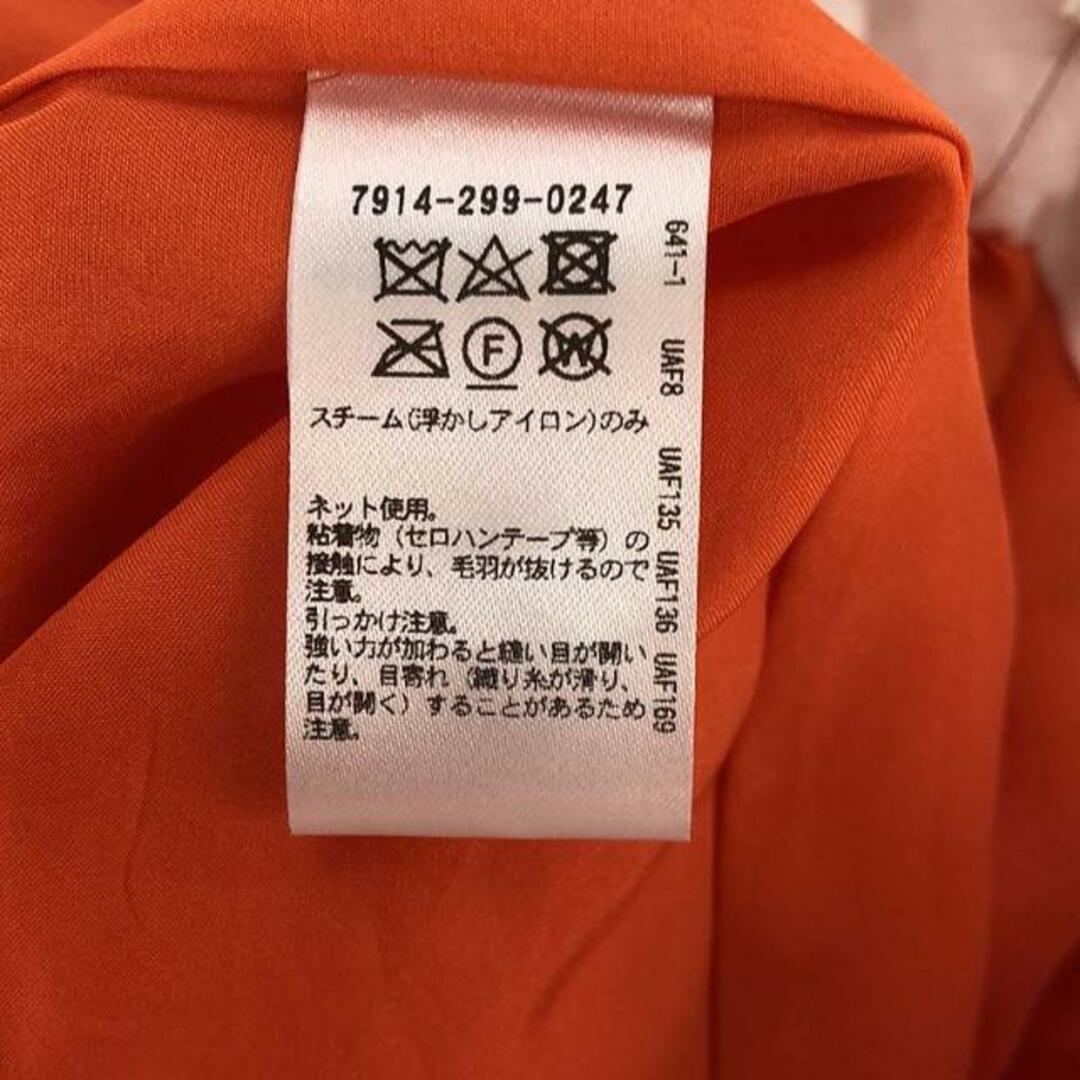 7914-299-0247
F
W
スチーム(浮かしアイロン)のみ
ネット使用。
粘着物（セロハンテープ等）の
接触により、毛羽が抜けるので
注意。
引っかけ注意。
強い力が加わると縫い目が開い
たり、目寄れ（織り糸が滑り、
目が開く）することがあるため
注意。
641-1 UAF8 UAF135 UAF136 UAF169